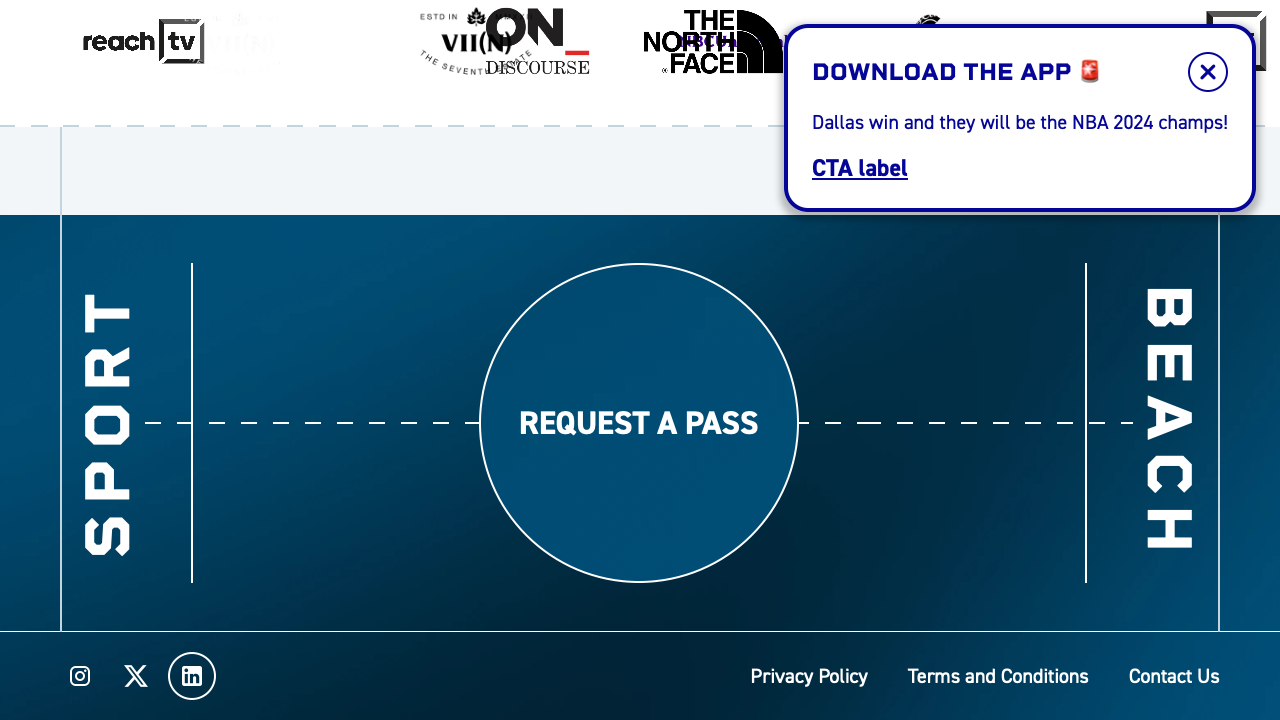 reach tv
ESTD IN
VII(N)
THE SEVENTH ESTATE
ON_
DISCOURSE
THE
NORTH
FACE
DOWNLOAD THE APP 🚨
Dallas win and they will be the NBA 2024 champs!
CTA label
SPORT
REQUEST A PASS
BEACH
Privacy Policy
Terms and Conditions
Contact Us